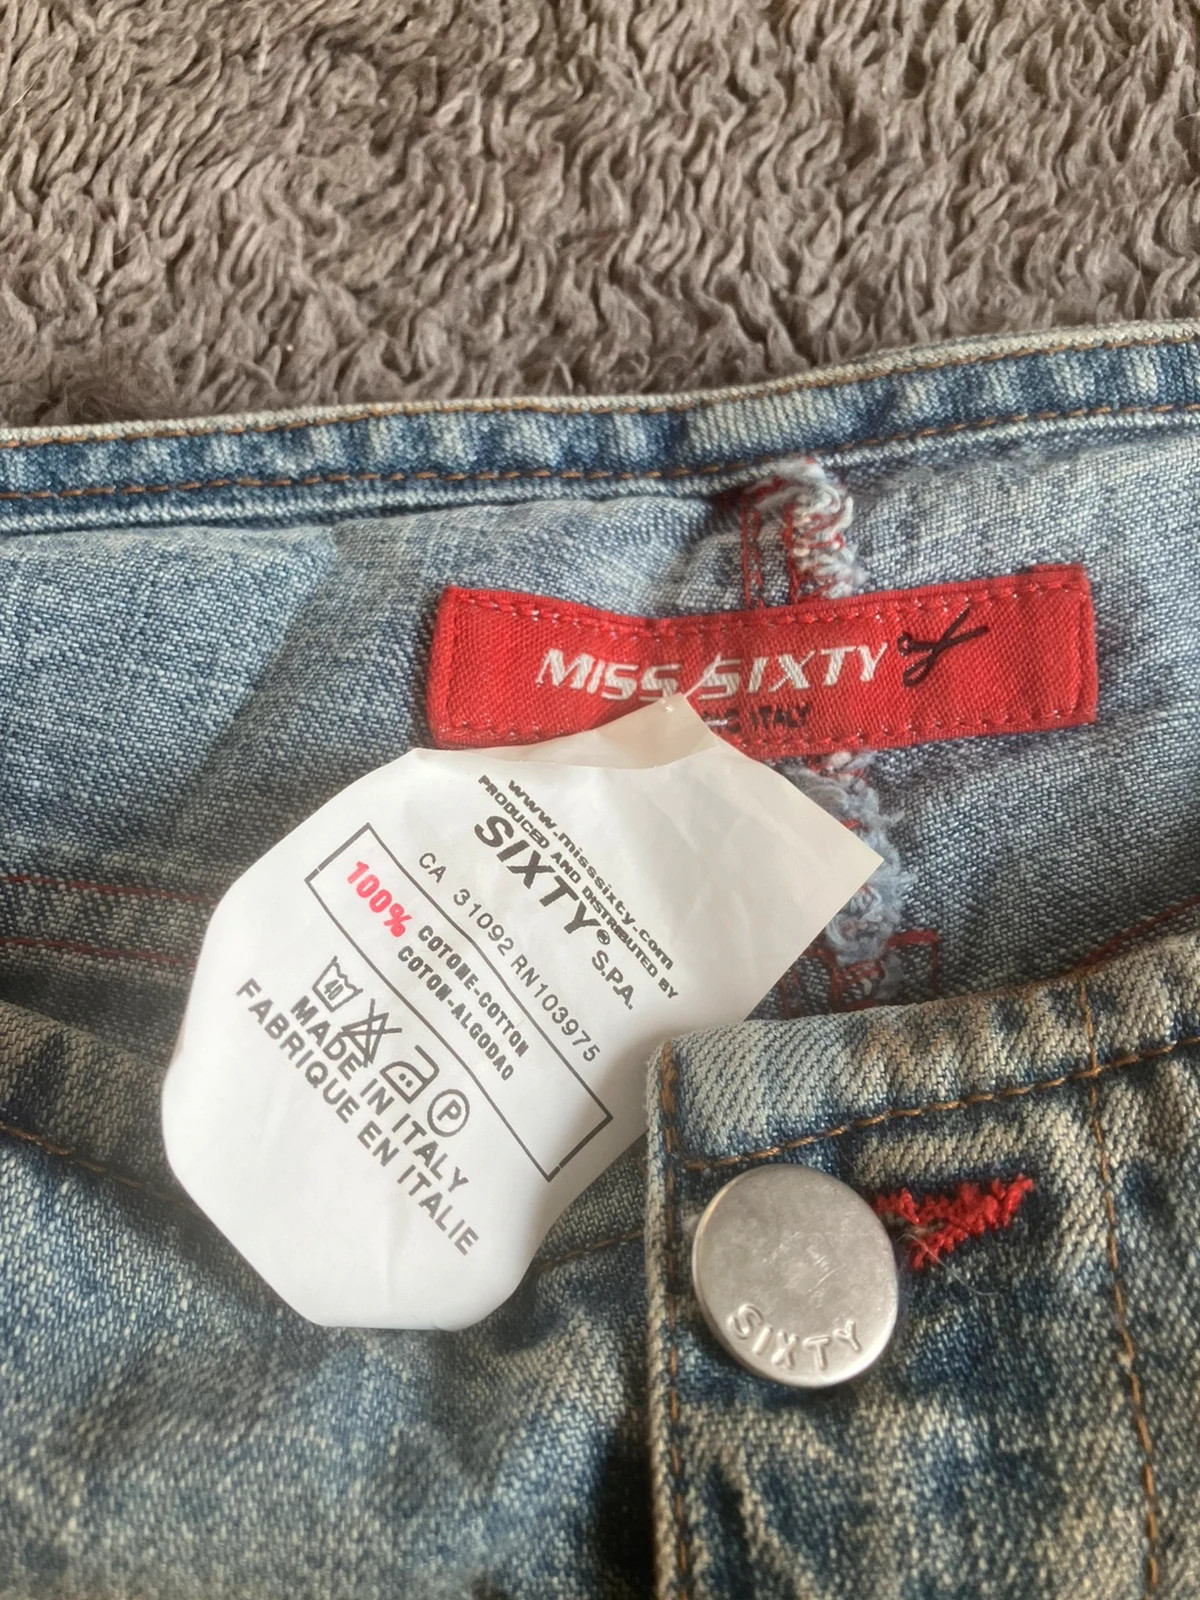 MISS SIXTY
ITALY
www.misssixty.com
PRODUCED AND DISTRIBUTED BY
SIXTY® S.P.A.
CA 31092 RN103975
100% COTONE-COTTON
COTON-ALGODAO
40 P
MADE IN ITALY
FABRIQUE EN ITALIE
SIXTY